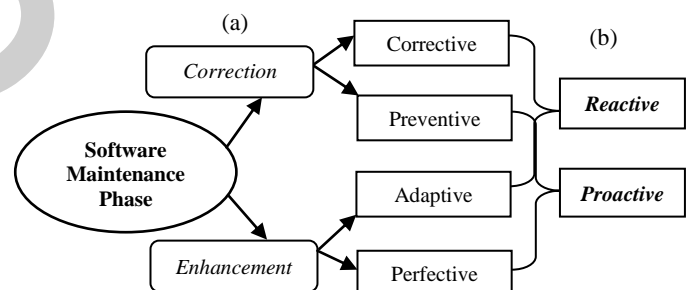 (a)
(b)
Correction
Corrective
Reactive
Preventive
Software
Maintenance
Phase
Adaptive
Proactive
Enhancement
Perfective